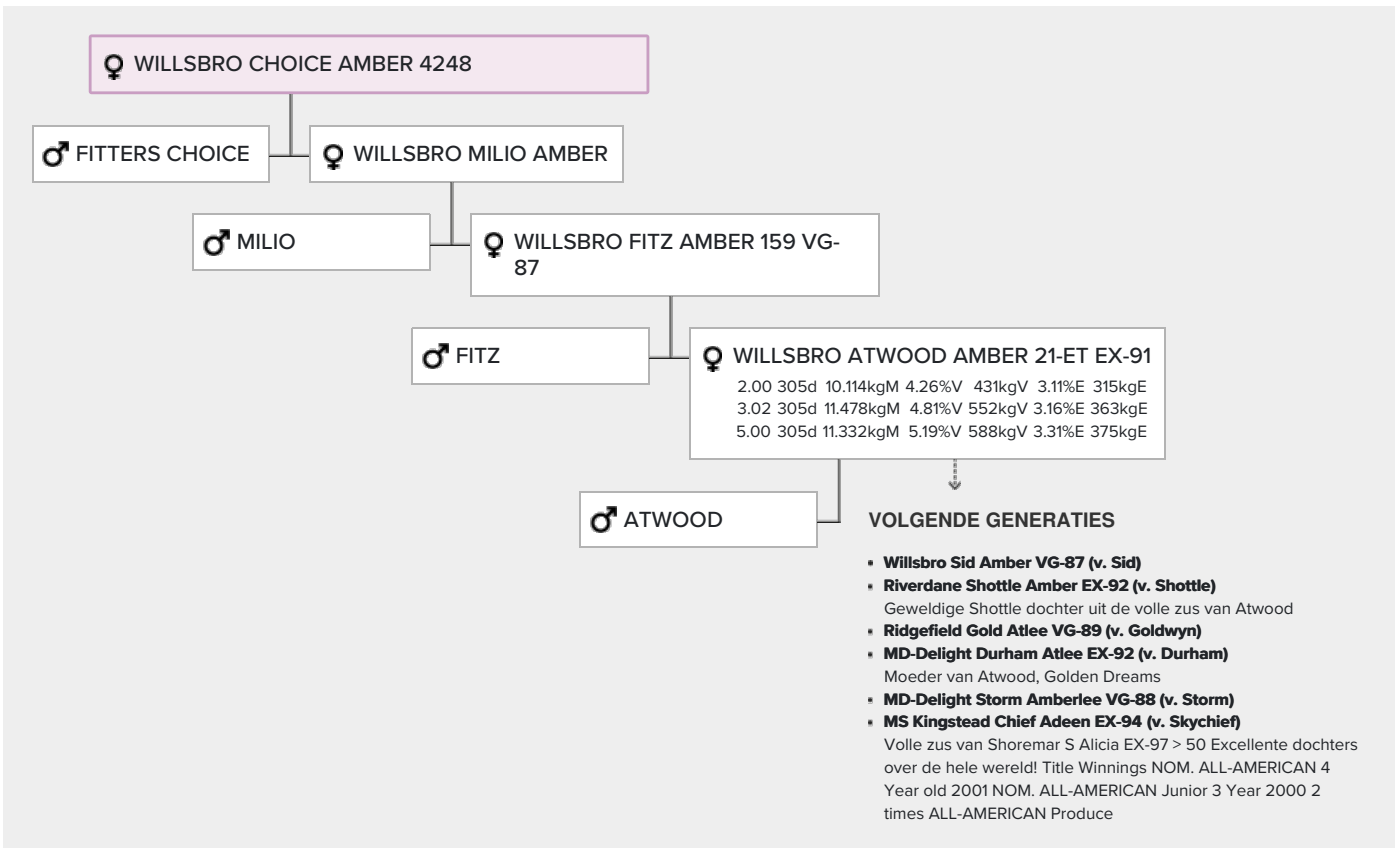 WILLSBRO CHOICE AMBER 4248
FITTERS CHOICE
WILLSBRO MILIO AMBER
MILIO
WILLSBRO FITZ AMBER 159 VG-
87
FITZ
WILLSBRO ATWOOD AMBER 21-ET EX-91
2.00 305d 10.114kgM 4.26%V 431kgV 3.11%E 315kgE
3.02 305d 11.478kgM 4.81%V 552kgV 3.16%E 363kgE
5.00 305d 11.332kgM 5.19%V 588kgV 3.31%E 375kgE
ATWOOD
VOLGENDE GENERATIES
Willsbro Sid Amber VG-87 (v. Sid)
Riverdane Shottle Amber EX-92 (v. Shottle)
Geweldige Shottle dochter uit de volle zus van Atwood
Ridgefield Gold Atlee VG-89 (v. Goldwyn)
MD-Delight Durham Atlee EX-92 (v. Durham)
Moeder van Atwood, Golden Dreams
MD-Delight Storm Amberlee VG-88 (v. Storm)
MS Kingstead Chief Adeen EX-94 (v. Skychief)
Volle zus van Shoremar S Alicia EX-97 > 50 Excellente dochters
over de hele wereld! Title Winnings NOM. ALL-AMERICAN 4
Year old 2001 NOM. ALL-AMERICAN Junior 3 Year 2000 2
times ALL-AMERICAN Produce